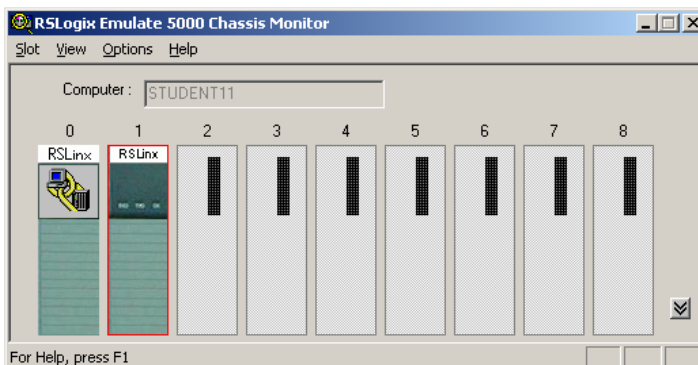 RSLogix Emulate 5000 Chassis Monitor
Slot View Options Help
Computer : STUDENT11
0 1 2 3 4 5 6 7 8
RSLinx RSLinx
For Help, press F1